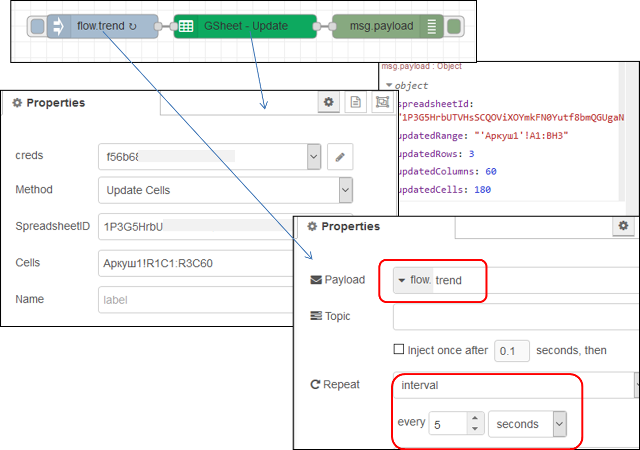 flow.trend ↻
GSheet - Update
msg.payload
msg.payload : Object
object
spreadsheetId:
"1P3G5HrbUTVHsSCQOViXOYmkFN0Yutf8bmQGUgaN
updatedRange: "'Аркуш1'!A1:BH3"
updatedRows: 3
updatedColumns: 60
updatedCells: 180
Properties
creds
f56b68
Method
Update Cells
SpreadsheetID
1P3G5HrbU
Cells
Аркуш1!R1C1:R3C60
Name
label
Properties
Payload
flow. trend
Topic
Inject once after 0.1 seconds, then
Repeat
interval
every 5 seconds